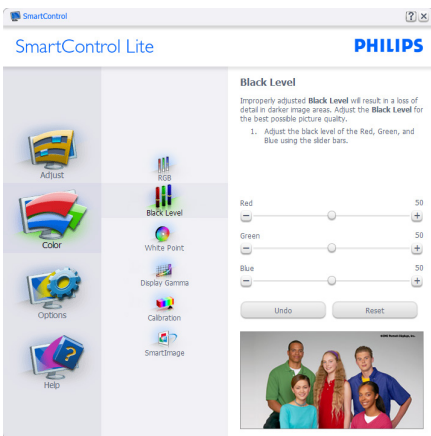 SmartControl
SmartControl Lite
PHILIPS
Adjust
Color
Options
Help
RGB
Black Level
White Point
Display Gamma
Calibration
SmartImage
Black Level
Improperly adjusted Black Level will result in a loss of
detail in darker image areas. Adjust the Black Level for
the best possible picture quality.
1. Adjust the black level of the Red, Green, and
Blue using the slider bars.
Red 50
Green 50
Blue 50
Undo Reset